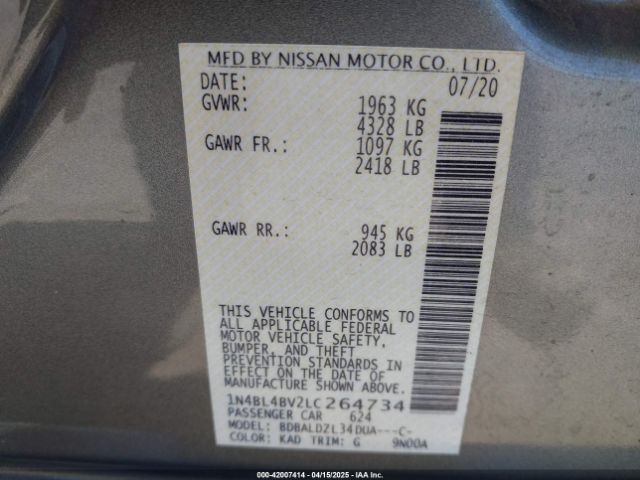 MFD BY NISSAN MOTOR CO., LTD.
DATE: 07/20
GVWR: 1963 KG
4328 LB
GAWR FR.: 1097 KG
2418 LB
GAWR RR.: 945 KG
2083 LB
THIS VEHICLE CONFORMS TO
ALL APPLICABLE FEDERAL
MOTOR VEHICLE SAFETY,
BUMPER, AND THEFT
PREVENTION STANDARDS IN
EFFECT ON THE DATE OF
MANUFACTURE SHOWN ABOVE.
1N4BL4BV2LC264734
PASSENGER CAR 624
MODEL: BDBALDZL34DUA---C-
COLOR: KAD TRIM: G 9N00A
000-42007414 - 04/15/2025 - www.iaai.com